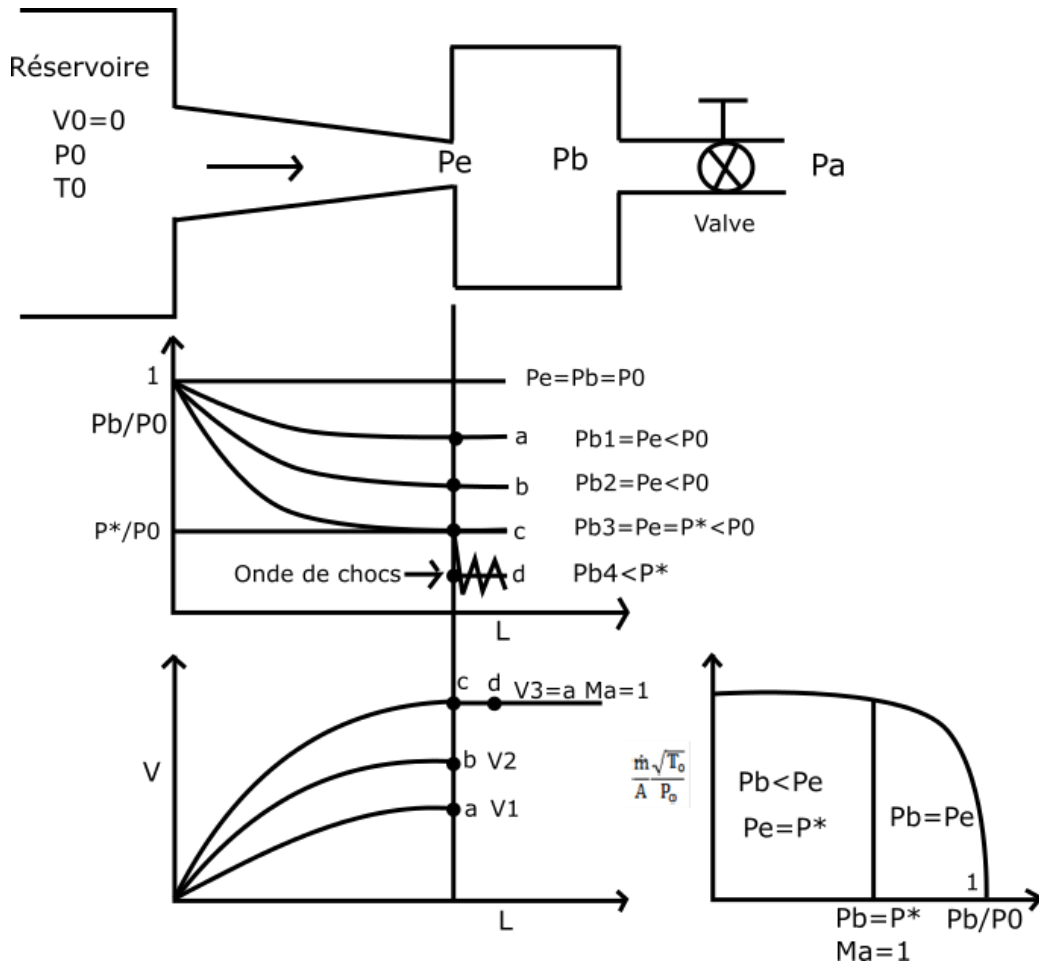 Réservoire
V0=0
P0
T0
Pe
Pb
Pa
Valve
1
Pb/P0
P*/P0
Pe=Pb=P0
a
Pb1=Pe<P0
b
Pb2=Pe<P0
c
Pb3=Pe=P*<P0
Onde de chocs
d
Pb4<P*
L
V
c
d
V3=a Ma=1
b V2
a V1
L
ṁ √T₀
A P₀
Pb<Pe
Pe=P*
Pb=Pe
1
Pb=P*
Pb/P0
Ma=1